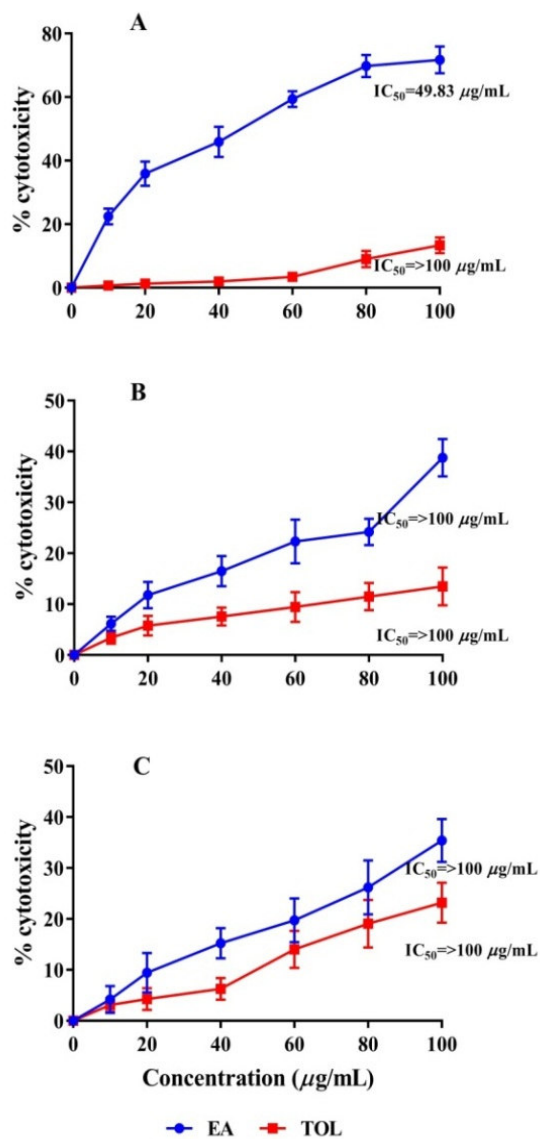 A
% cytotoxicity
80
60
40
20
0
IC50=49.83 µg/mL
IC50=>100 µg/mL
0 20 40 60 80 100
B
% cytotoxicity
50
40
30
20
10
0
IC50=>100 µg/mL
IC50=>100 µg/mL
0 20 40 60 80 100
C
% cytotoxicity
50
40
30
20
10
0
IC50=>100 µg/mL
IC50=>100 µg/mL
0 20 40 60 80 100
Concentration (µg/mL)
EA TOL